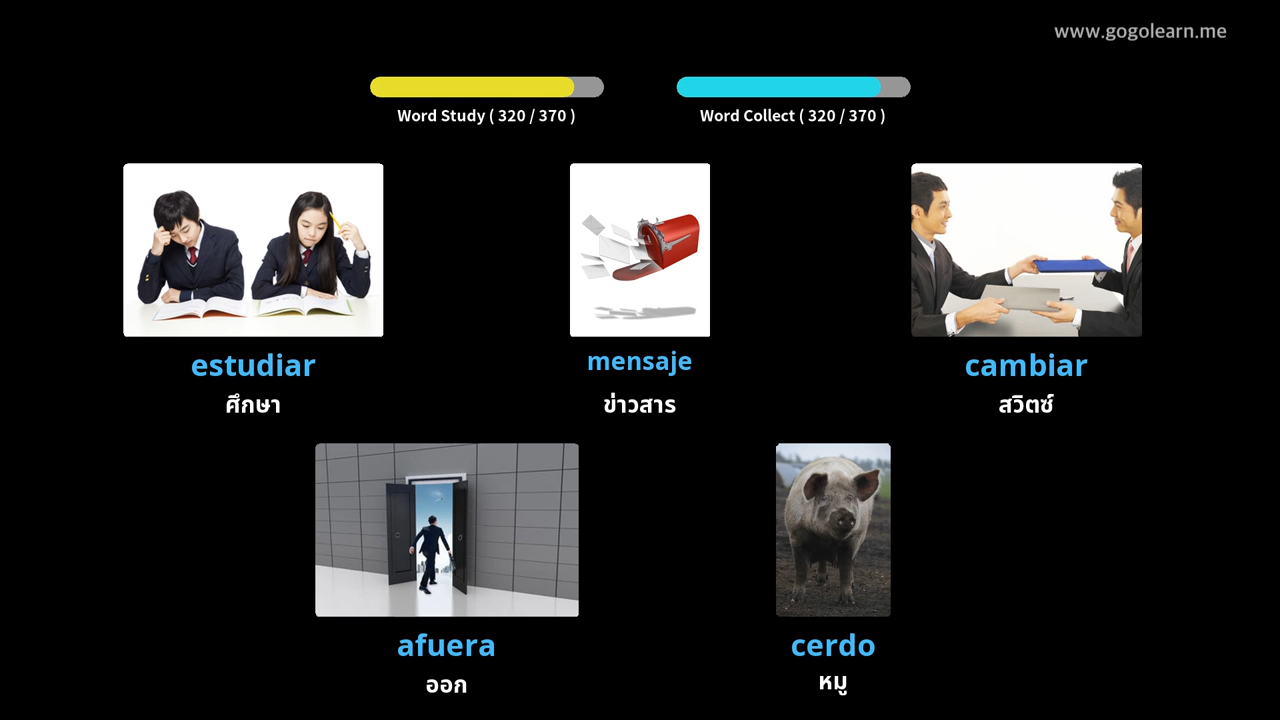 www.gogolearn.me
Word Study ( 320 / 370 )
Word Collect ( 320 / 370 )
estudiar
ศึกษา
mensaje
ข่าวสาร
cambiar
สวิตซ์
afuera
ออก
cerdo
หมู